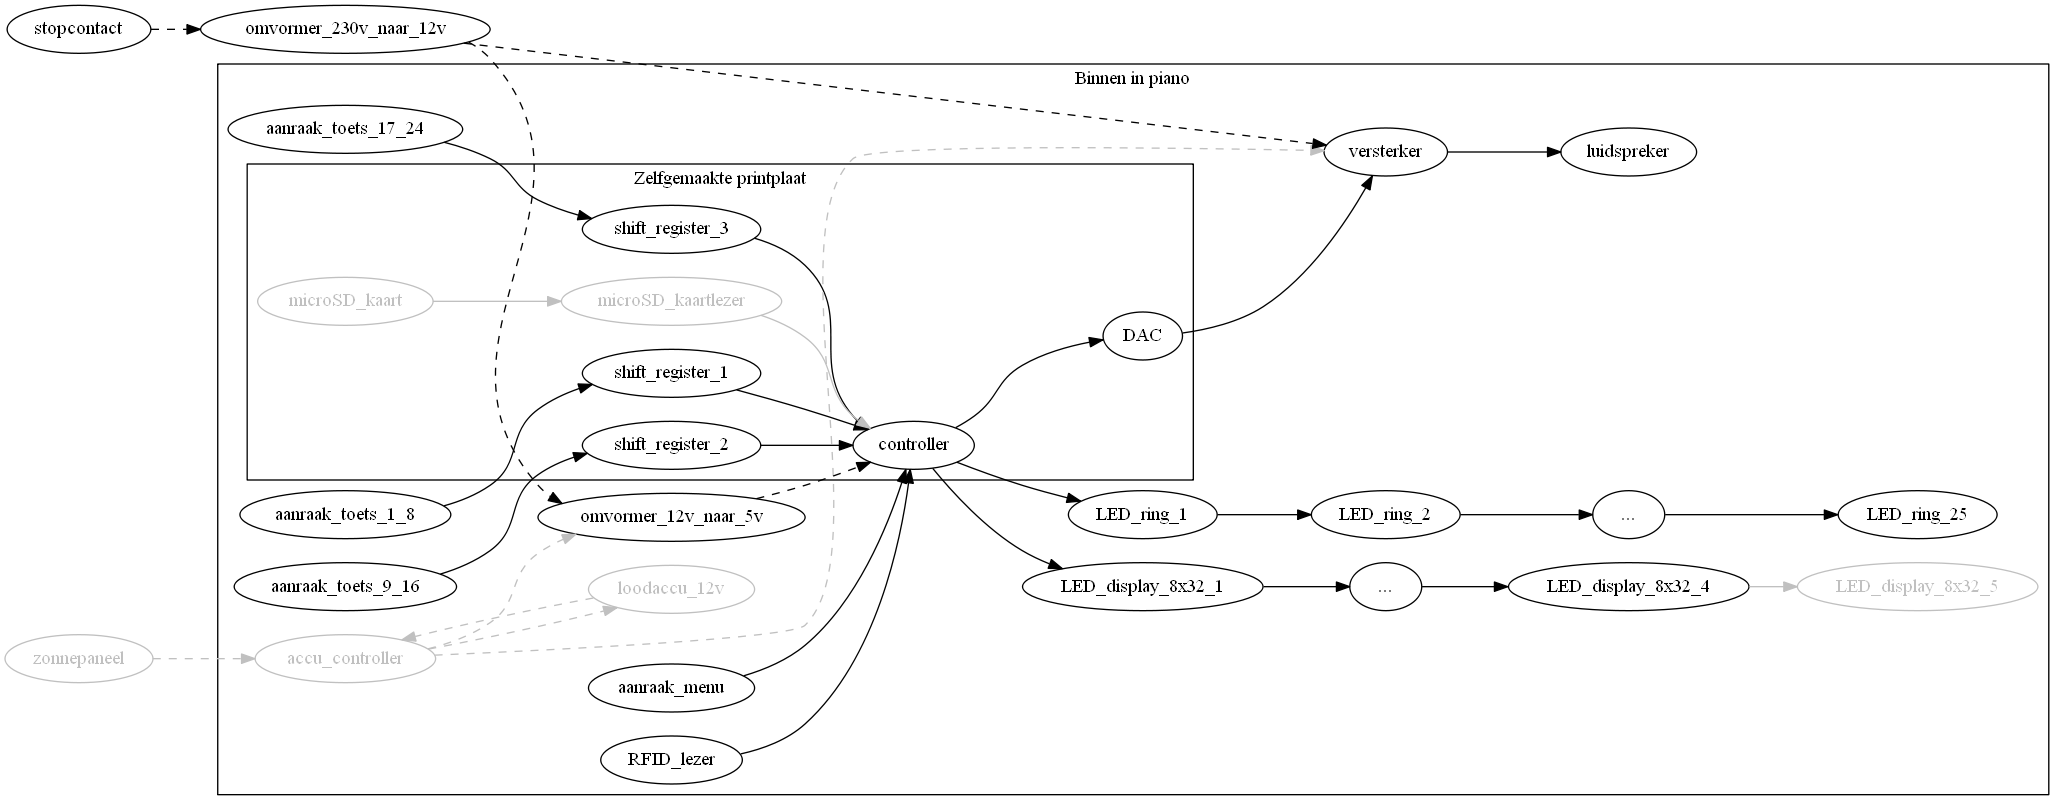 stopcontact
omvormer_230v_naar_12v
Binnen in piano
aanraak_toets_17_24
versterker
luidspreker
Zelfgemaakte printplaat
shift_register_3
microSD_kaart
microSD_kaartlezer
DAC
shift_register_1
shift_register_2
controller
aanraak_toets_1_8
omvormer_12v_naar_5v
LED_ring_1
LED_ring_2
...
LED_ring_25
aanraak_toets_9_16
loodaccu_12v
LED_display_8x32_1
...
LED_display_8x32_4
LED_display_8x32_5
zonnepaneel
accu_controller
aanraak_menu
RFID_lezer